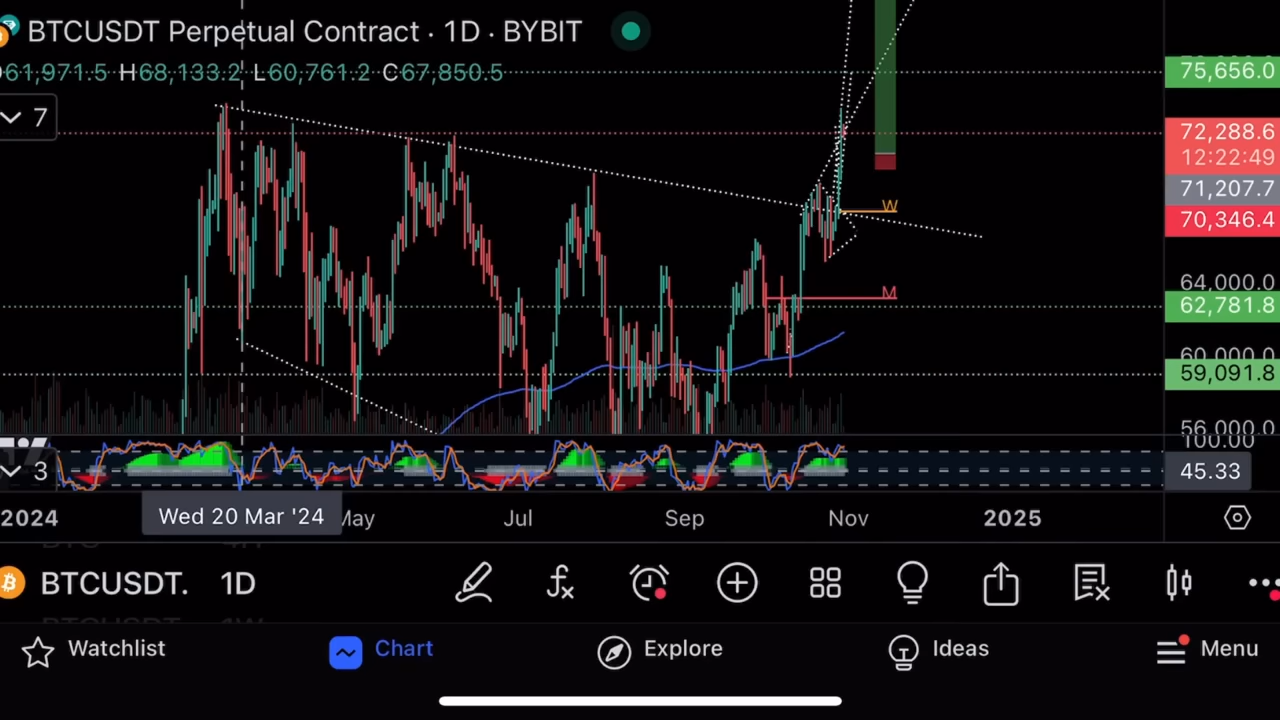 BTCUSDT Perpetual Contract · 1D · BYBIT
61,971.5 H68,133.2 L60,761.2 C67,850.5
75,656.0
7
72,288.6
12:22:49
71,207.7
W
70,346.4
64,000.0
M
62,781.8
60,000.0
59,091.8
56,000.0
100.00
3
45.33
2024
Wed 20 Mar '24
May
Jul
Sep
Nov
2025
BTCUSDT. 1D
Watchlist
Chart
Explore
Ideas
Menu